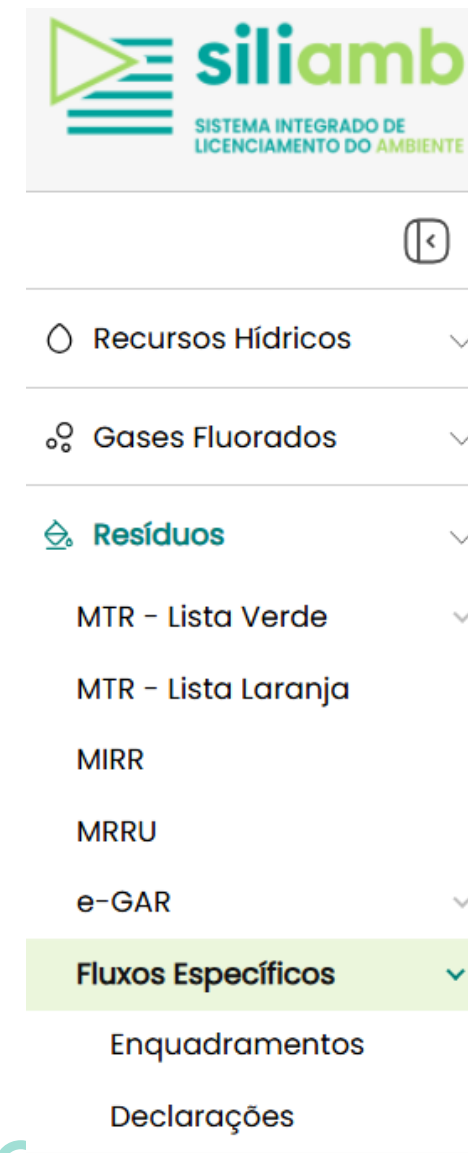 siliamb
SISTEMA INTEGRADO DE
LICENCIAMENTO DO AMBIENTE
Recursos Hídricos
Gases Fluorados
Resíduos
MTR - Lista Verde
MTR - Lista Laranja
MIRR
MRRU
e-GAR
Fluxos Específicos
Enquadramentos
Declarações